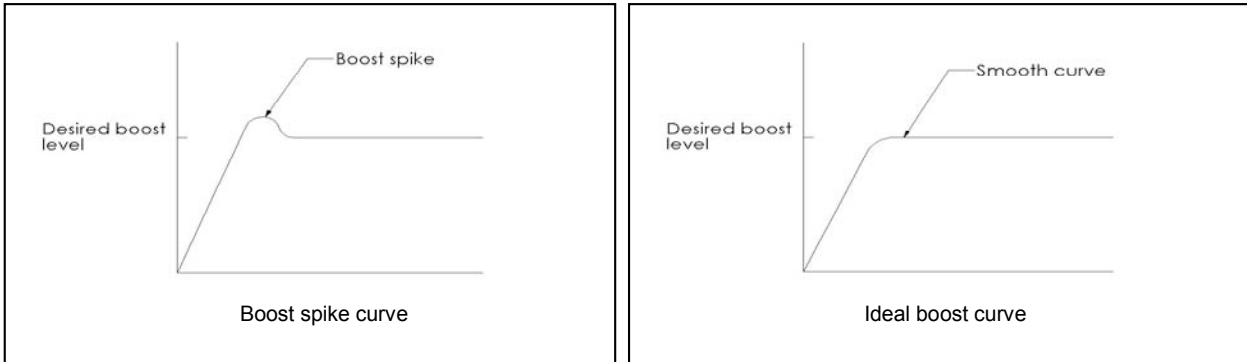 Boost spike
Desired boost
level
Boost spike curve
Smooth curve
Desired boost
level
Ideal boost curve